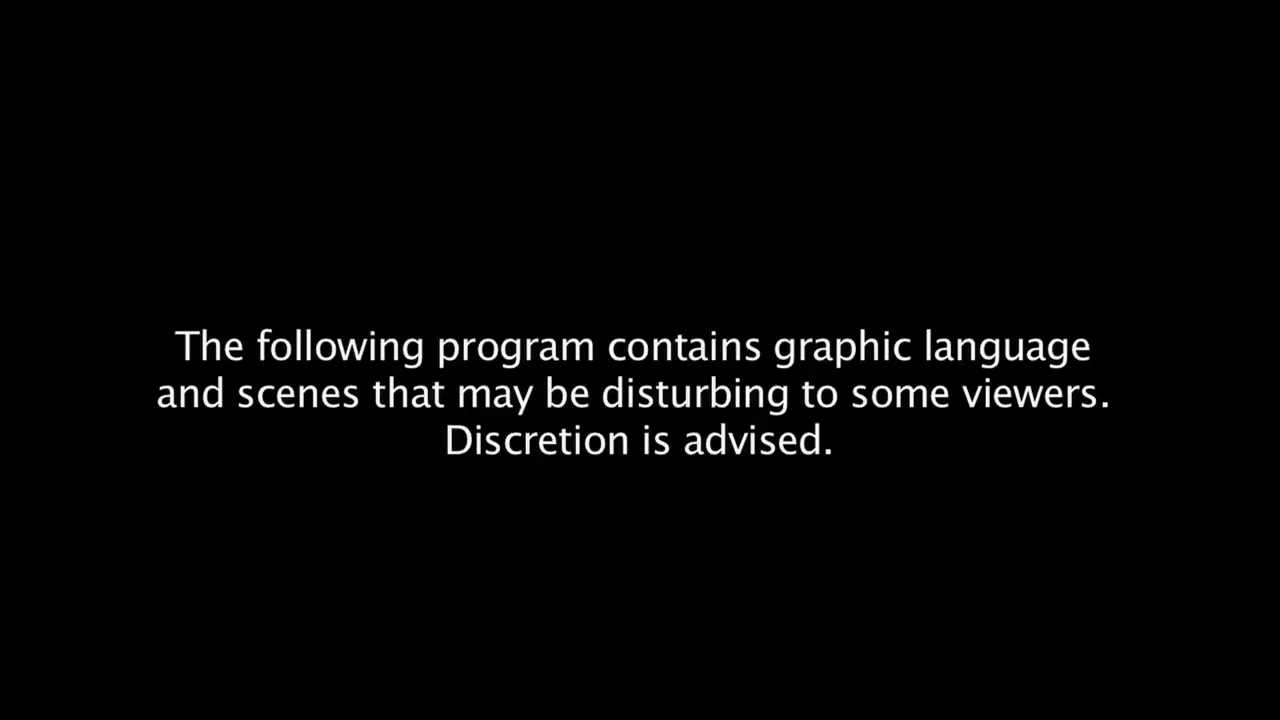 The following program contains graphic language
and scenes that may be disturbing to some viewers.
Discretion is advised.